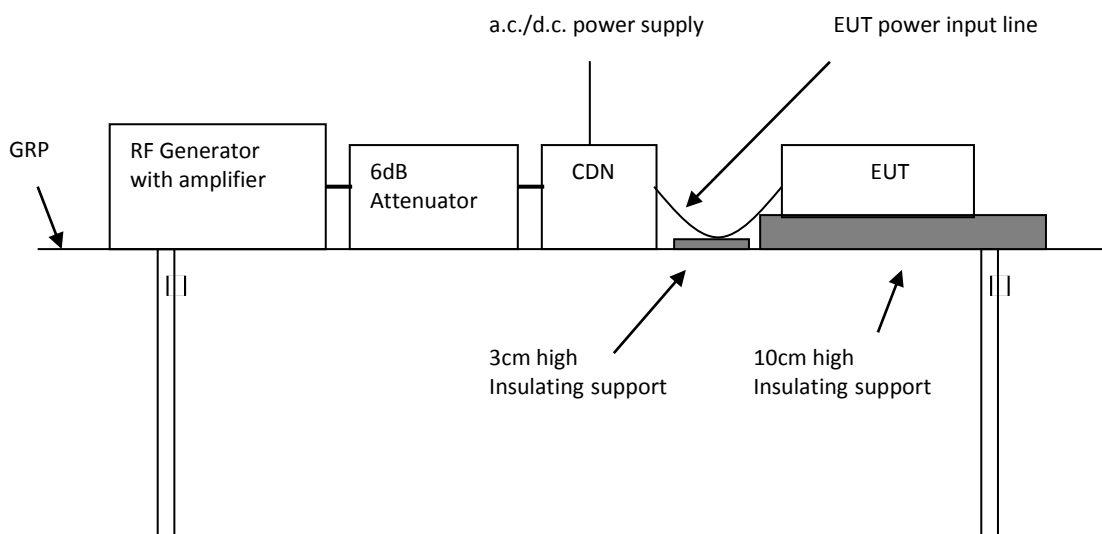 a.c./d.c. power supply
EUT power input line
GRP
RF Generator
with amplifier
6dB
Attenuator
CDN
EUT
3cm high
Insulating support
10cm high
Insulating support